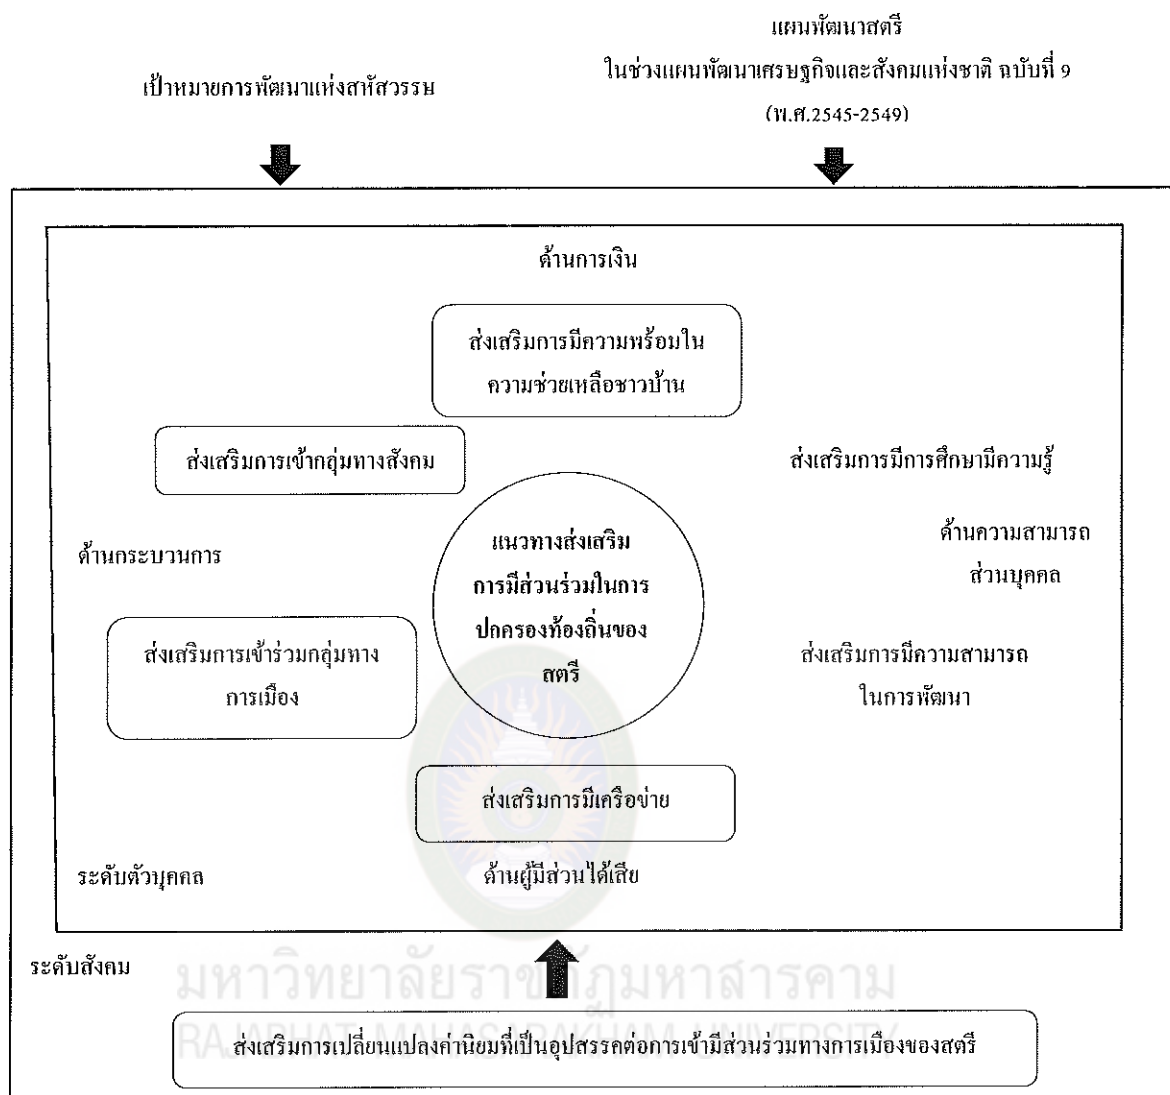 แผนพัฒนาสตรี
เป้าหมายการพัฒนาแห่งสหัสวรรษ
ในช่วงแผนพัฒนาเศรษฐกิจและสังคมแห่งชาติ ฉบับที่ 9
(พ.ศ.2545-2549)
ด้านการเงิน
ส่งเสริมการมีความพร้อมใน
ความช่วยเหลือชาวบ้าน
ส่งเสริมการเข้ากลุ่มทางสังคม
ส่งเสริมการมีการศึกษามีความรู้
แนวทางส่งเสริม
การมีส่วนร่วมในการ
ปกครองท้องถิ่นของ
สตรี
ด้านกระบวนการ
ด้านความสามารถ
ส่วนบุคคล
ส่งเสริมการเข้าร่วมกลุ่มทาง
การเมือง
ส่งเสริมการมีความสามารถ
ในการพัฒนา
ส่งเสริมการมีเครือข่าย
ระดับตัวบุคคล
ด้านผู้มีส่วนได้เสีย
ระดับสังคม
มหาวิทยาลัยราชภัฏมหาสารคาม
RAJABHAT MAHASARAKHAM UNIVERSITY
ส่งเสริมการเปลี่ยนแปลงค่านิยมที่เป็นอุปสรรคต่อการเข้ามีส่วนร่วมทางการเมืองของสตรี